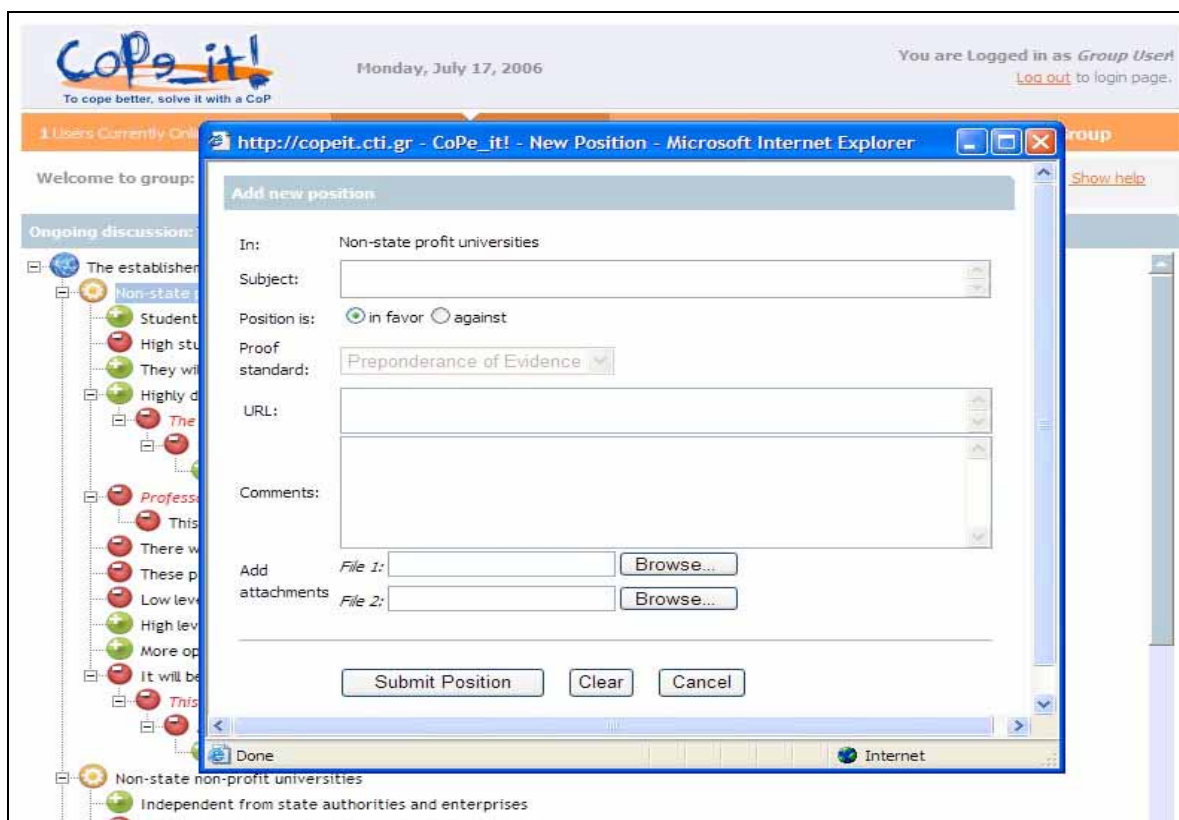 CoPe_it!
To cope better, solve it with a CoP
Monday, July 17, 2006
You are Logged in as Group User!
Log out to login page.
1 Users Currently Onli
roup
Welcome to group:
Show help
Ongoing discussion:
The establishmen
Non-state p
Student
High stu
They wil
Highly d
The
Profess
This
There w
These p
Low leve
High lev
More op
It will be
This
Non-state non-profit universities
Independent from state authorities and enterprises
http://copeit.cti.gr - CoPe_it! - New Position - Microsoft Internet Explorer
Add new position
In: Non-state profit universities
Subject:
Position is: in favor against
Proof standard: Preponderance of Evidence
URL:
Comments:
Add attachments
File 1: Browse...
File 2: Browse...
Submit Position Clear Cancel
Done Internet